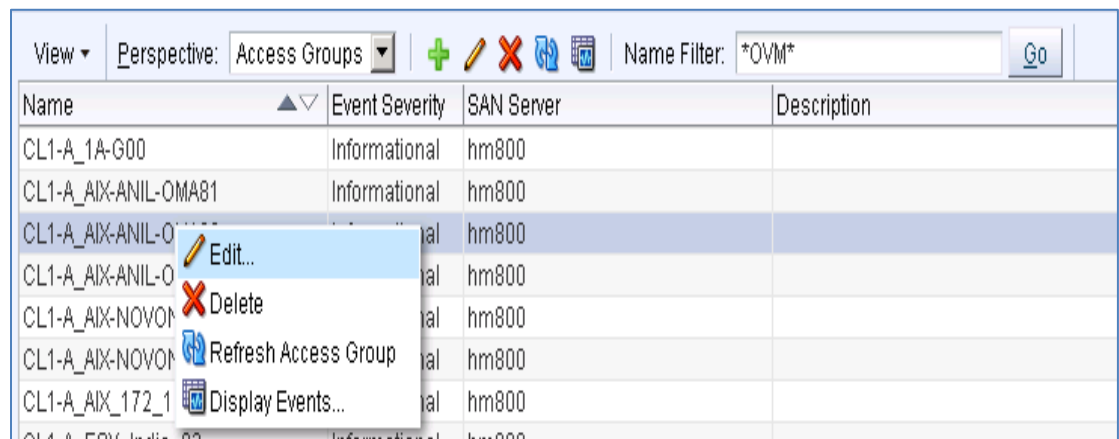 View Perspective: Access Groups Name Filter: *OVM* Go
Name Event Severity SAN Server Description
CL1-A_1A-G00 Informational hm800
CL1-A_AIX-ANIL-OMA81 Informational hm800
CL1-A_AIX-ANIL-O hm800
Edit...
CL1-A_AIX-ANIL-O hm800
Delete
CL1-A_AIX-NOVO hm800
Refresh Access Group
CL1-A_AIX-NOVO hm800
CL1-A_AIX_172_1 hm800
Display Events...